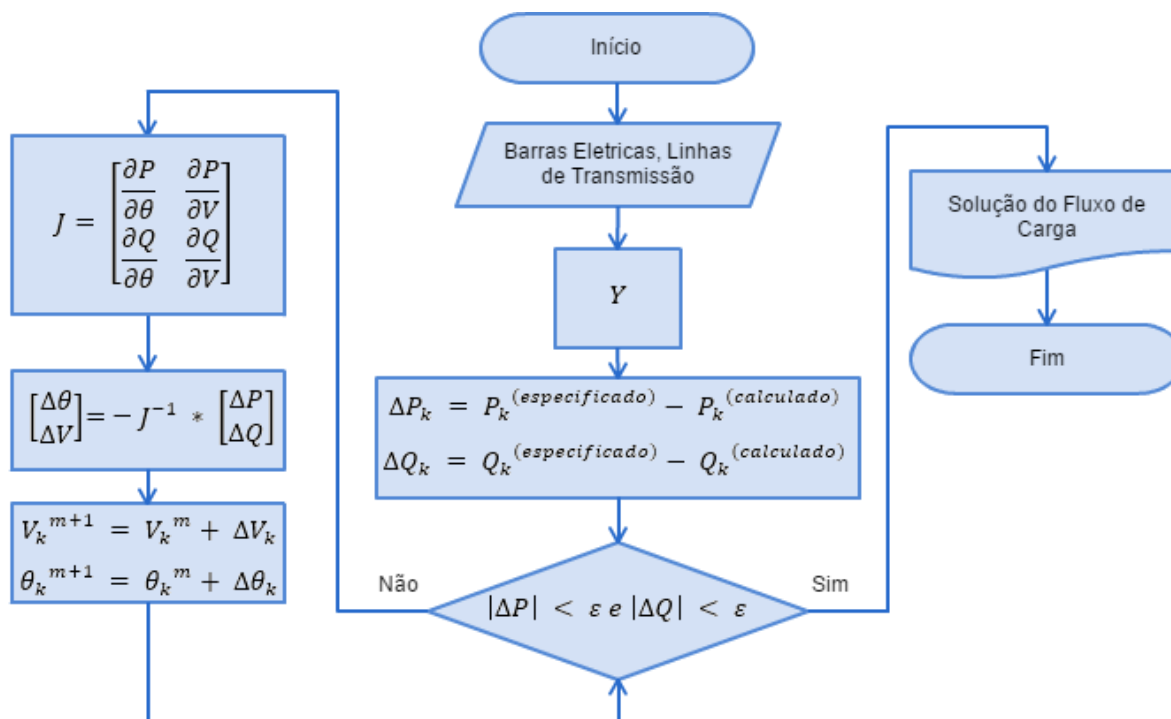 Início
Barras Eletricas, Linhas
de Transmissão
Y
ΔP_k = P_k^(especificado) − P_k^(calculado)
ΔQ_k = Q_k^(especificado) − Q_k^(calculado)
|ΔP| < ε e |ΔQ| < ε
Não
Sim
J = [∂P/∂θ ∂P/∂V
∂Q/∂θ ∂Q/∂V]
[Δθ ΔV] = − J^−1 * [ΔP ΔQ]
V_k^m+1 = V_k^m + ΔV_k
θ_k^m+1 = θ_k^m + Δθ_k
Solução do Fluxo de
Carga
Fim